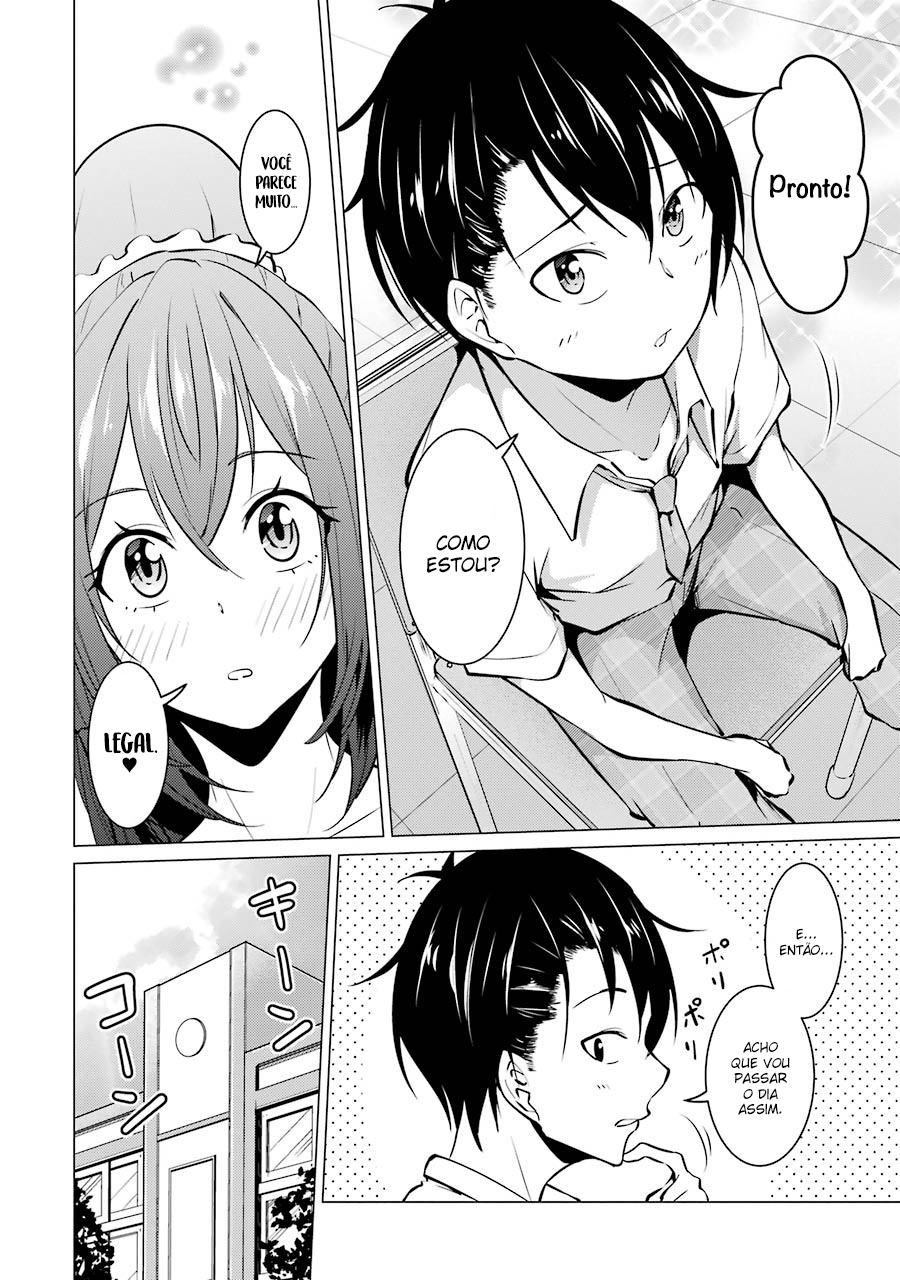 Pronto!
COMO
ESTOU?
VOCÊ
PARECE
MUITO...
LEGAL.
♥
E...
ENTÃO...
ACHO
QUE VOU
PASSAR
O DIA
ASSIM.
ポリ
ポリ
キーン
コーン